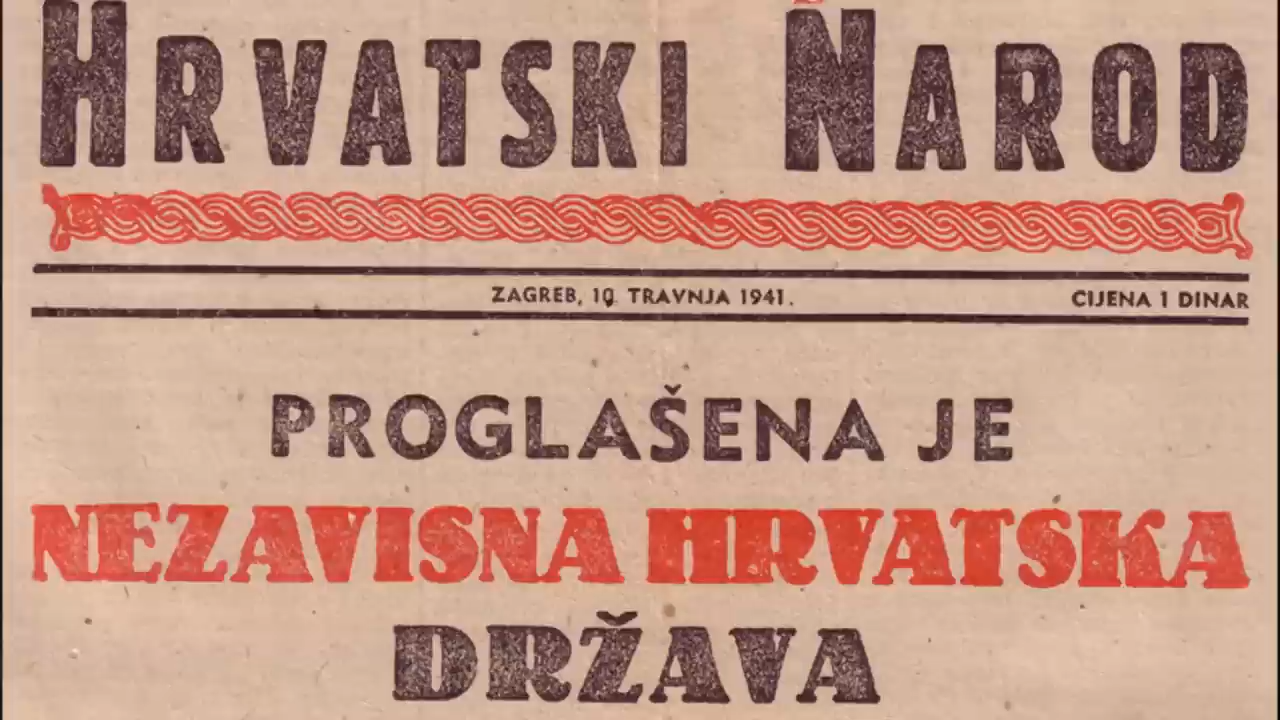 HRVATSKI NAROD
ZAGREB, 10. TRAVNJA 1941.
CIJENA 1 DINAR
PROGLAŠENA JE
NEZAVISNA HRVATSKA
DRŽAVA